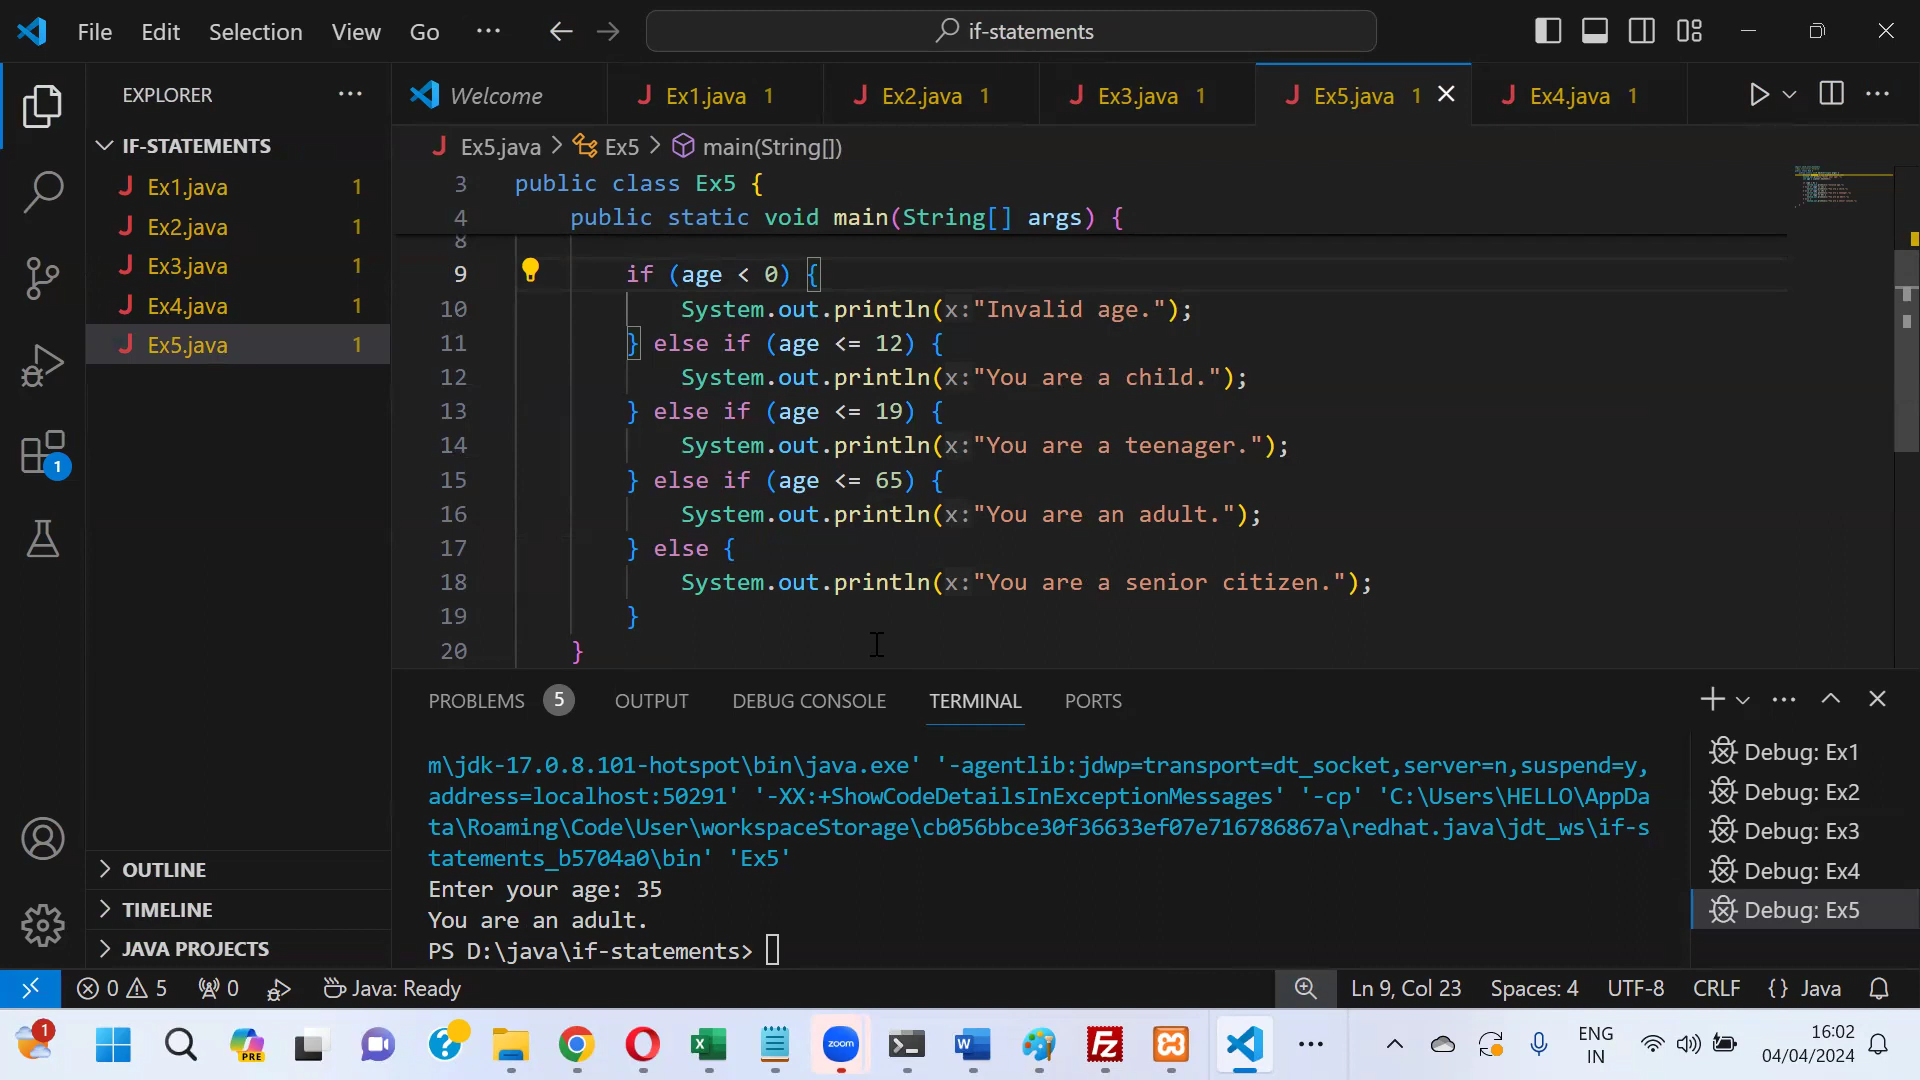 File Edit Selection View Go ··· if-statements
EXPLORER ···
Welcome Ex1.java 1 Ex2.java 1 Ex3.java 1 Ex5.java 1 Ex4.java 1
IF-STATEMENTS
Ex1.java 1
Ex2.java 1
Ex3.java 1
Ex4.java 1
Ex5.java 1
1
OUTLINE
TIMELINE
JAVA PROJECTS
Ex5.java > Ex5 > main(String[])
3 public class Ex5 {
4 public static void main(String[] args) {
8
9 if (age < 0) {
10 System.out.println(x:"Invalid age.");
11 } else if (age <= 12) {
12 System.out.println(x:"You are a child.");
13 } else if (age <= 19) {
14 System.out.println(x:"You are a teenager.");
15 } else if (age <= 65) {
16 System.out.println(x:"You are an adult.");
17 } else {
18 System.out.println(x:"You are a senior citizen.");
19 }
20 }
PROBLEMS 5 OUTPUT DEBUG CONSOLE TERMINAL PORTS
m\jdk-17.0.8.101-hotspot\bin\java.exe' '-agentlib:jdwp=transport=dt_socket,server=n,suspend=y,
address=localhost:50291' '-XX:+ShowCodeDetailsInExceptionMessages' '-cp' 'C:\Users\HELLO\AppDa
ta\Roaming\Code\User\workspaceStorage\cb056bbce30f36633ef07e716786867a\redhat.java\jdt_ws\if-s
tatements_b5704a0\bin' 'Ex5'
Enter your age: 35
You are an adult.
PS D:\java\if-statements>
Debug: Ex1
Debug: Ex2
Debug: Ex3
Debug: Ex4
Debug: Ex5
0 5 0 Java: Ready Ln 9, Col 23 Spaces: 4 UTF-8 CRLF {} Java
1 PRE zoom ENG
IN
16:02
04/04/2024